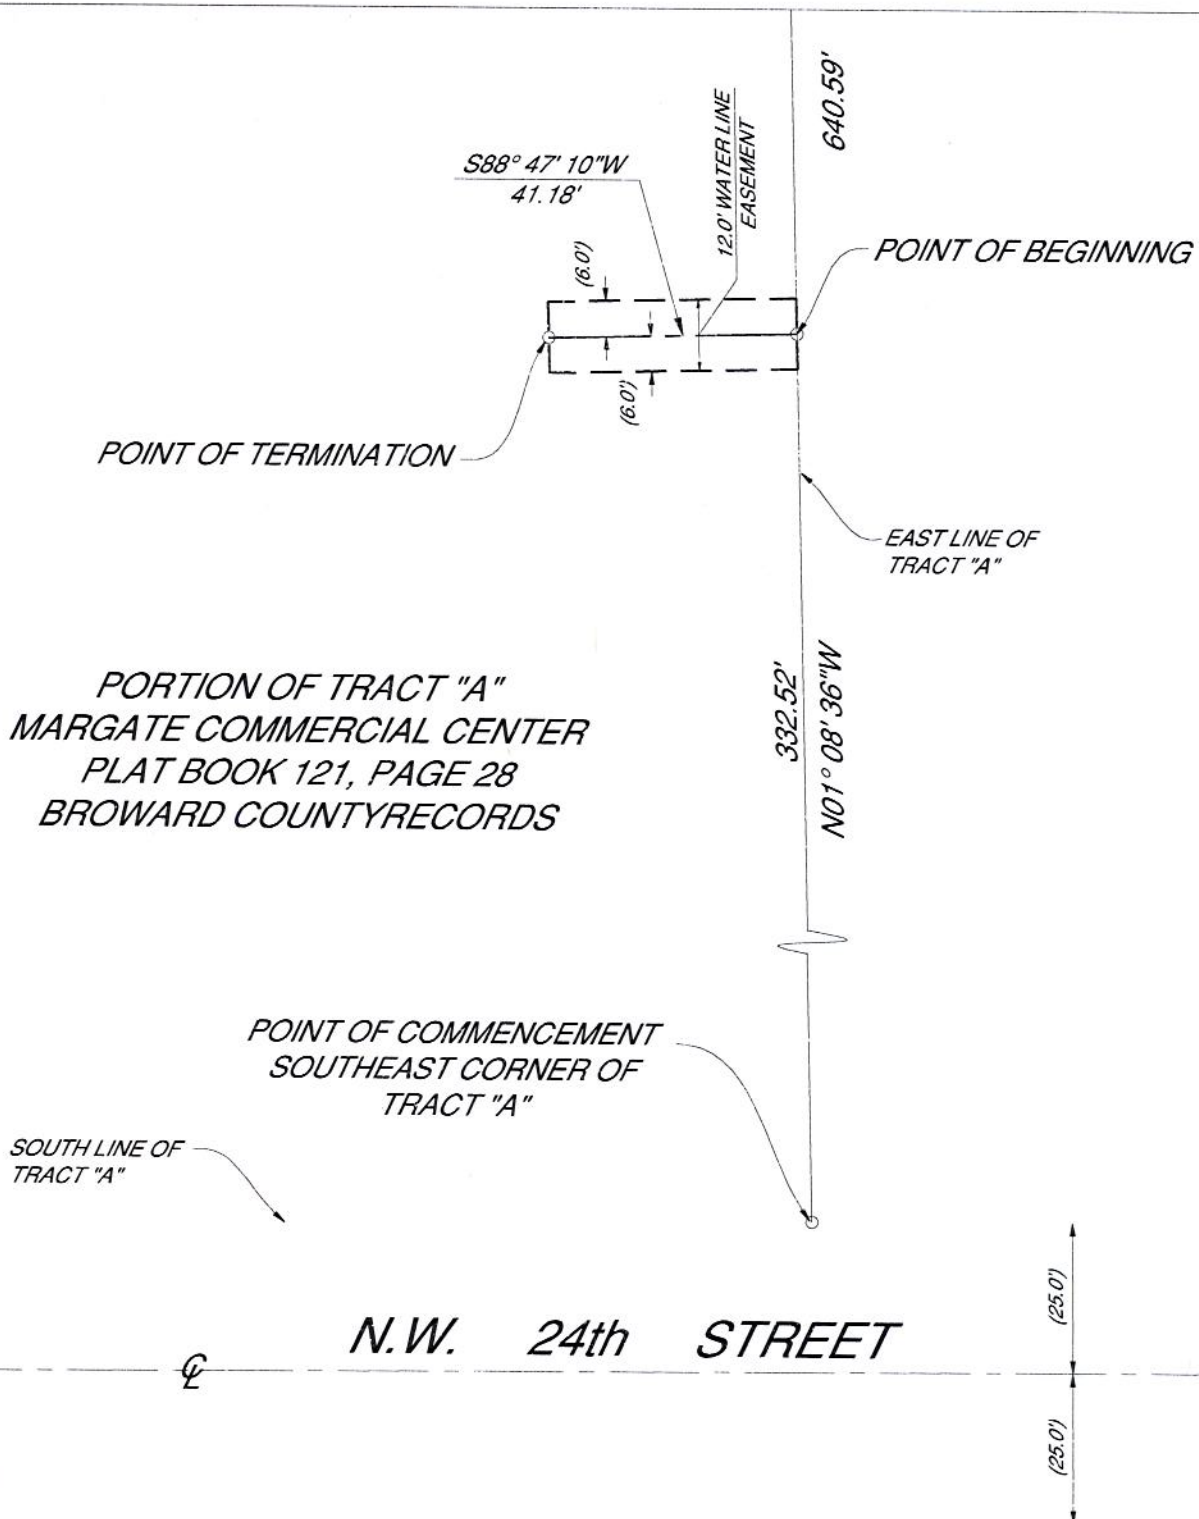 640.59'
S88° 47' 10"W
41.18'
12.0' WATER LINE
EASEMENT
(6.0')
POINT OF BEGINNING
(6.0')
POINT OF TERMINATION
EAST LINE OF
TRACT "A"
332.52'
N01° 08' 36"W
PORTION OF TRACT "A"
MARGATE COMMERCIAL CENTER
PLAT BOOK 121, PAGE 28
BROWARD COUNTYRECORDS
POINT OF COMMENCEMENT
SOUTHEAST CORNER OF
TRACT "A"
SOUTH LINE OF
TRACT "A"
(25.0')
N.W. 24th STREET
℄
(25.0')